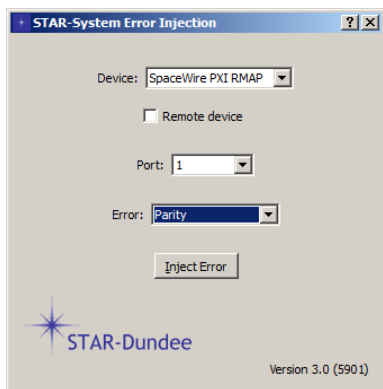 STAR-System Error Injection
Device: SpaceWire PXI RMAP
Remote device
Port: 1
Error: Parity
Inject Error
STAR-Dundee
Version 3.0 (5901)